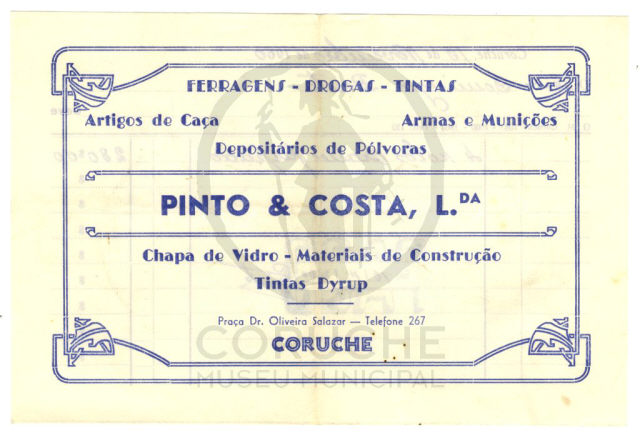 FERRAGENS - DROGAS - TINTAS
Artigos de Caça Armas e Munições
Depositários de Pólvoras
PINTO & COSTA, L.DA
Chapa de Vidro - Materiais de Construção
Tintas Dyrup
Praça Dr. Oliveira Salazar — Telefone 267
CORUCHE
CORUCHE
MUSEU MUNICIPAL